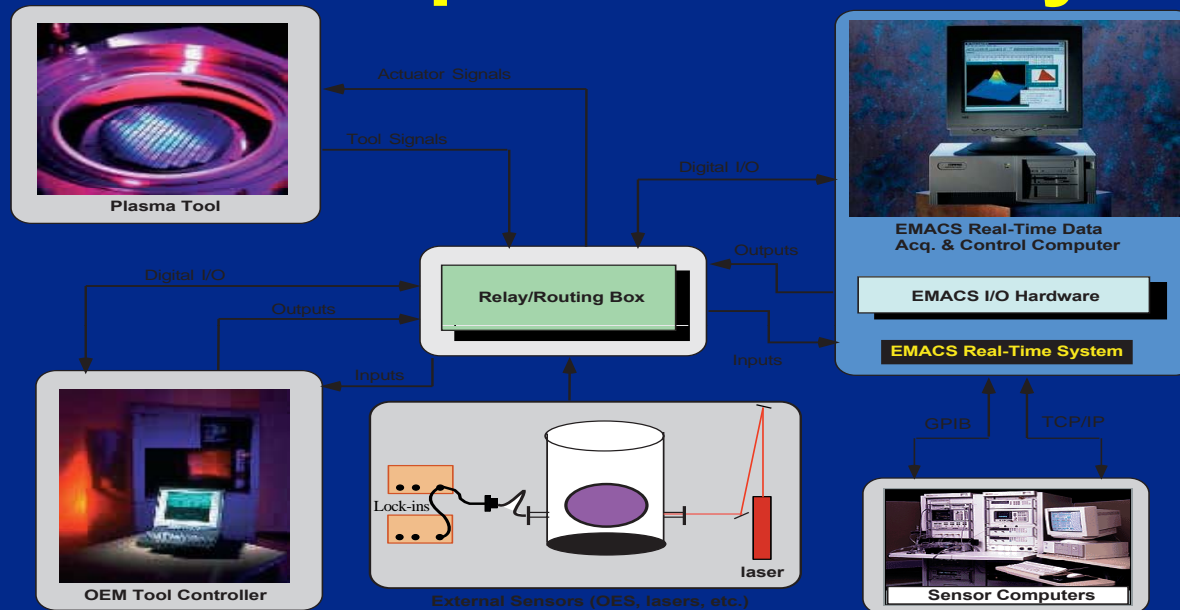 Actuator Signals
Tool Signals
Plasma Tool
Digital I/O
EMACS Real-Time Data
Acq. & Control Computer
Outputs
Digital I/O
Relay/Routing Box
EMACS I/O Hardware
Outputs
EMACS Real-Time System
Inputs
Inputs
GPIB
TCP/IP
Lock-ins
laser
OEM Tool Controller
External Sensors (OES, lasers, etc.)
Sensor Computers